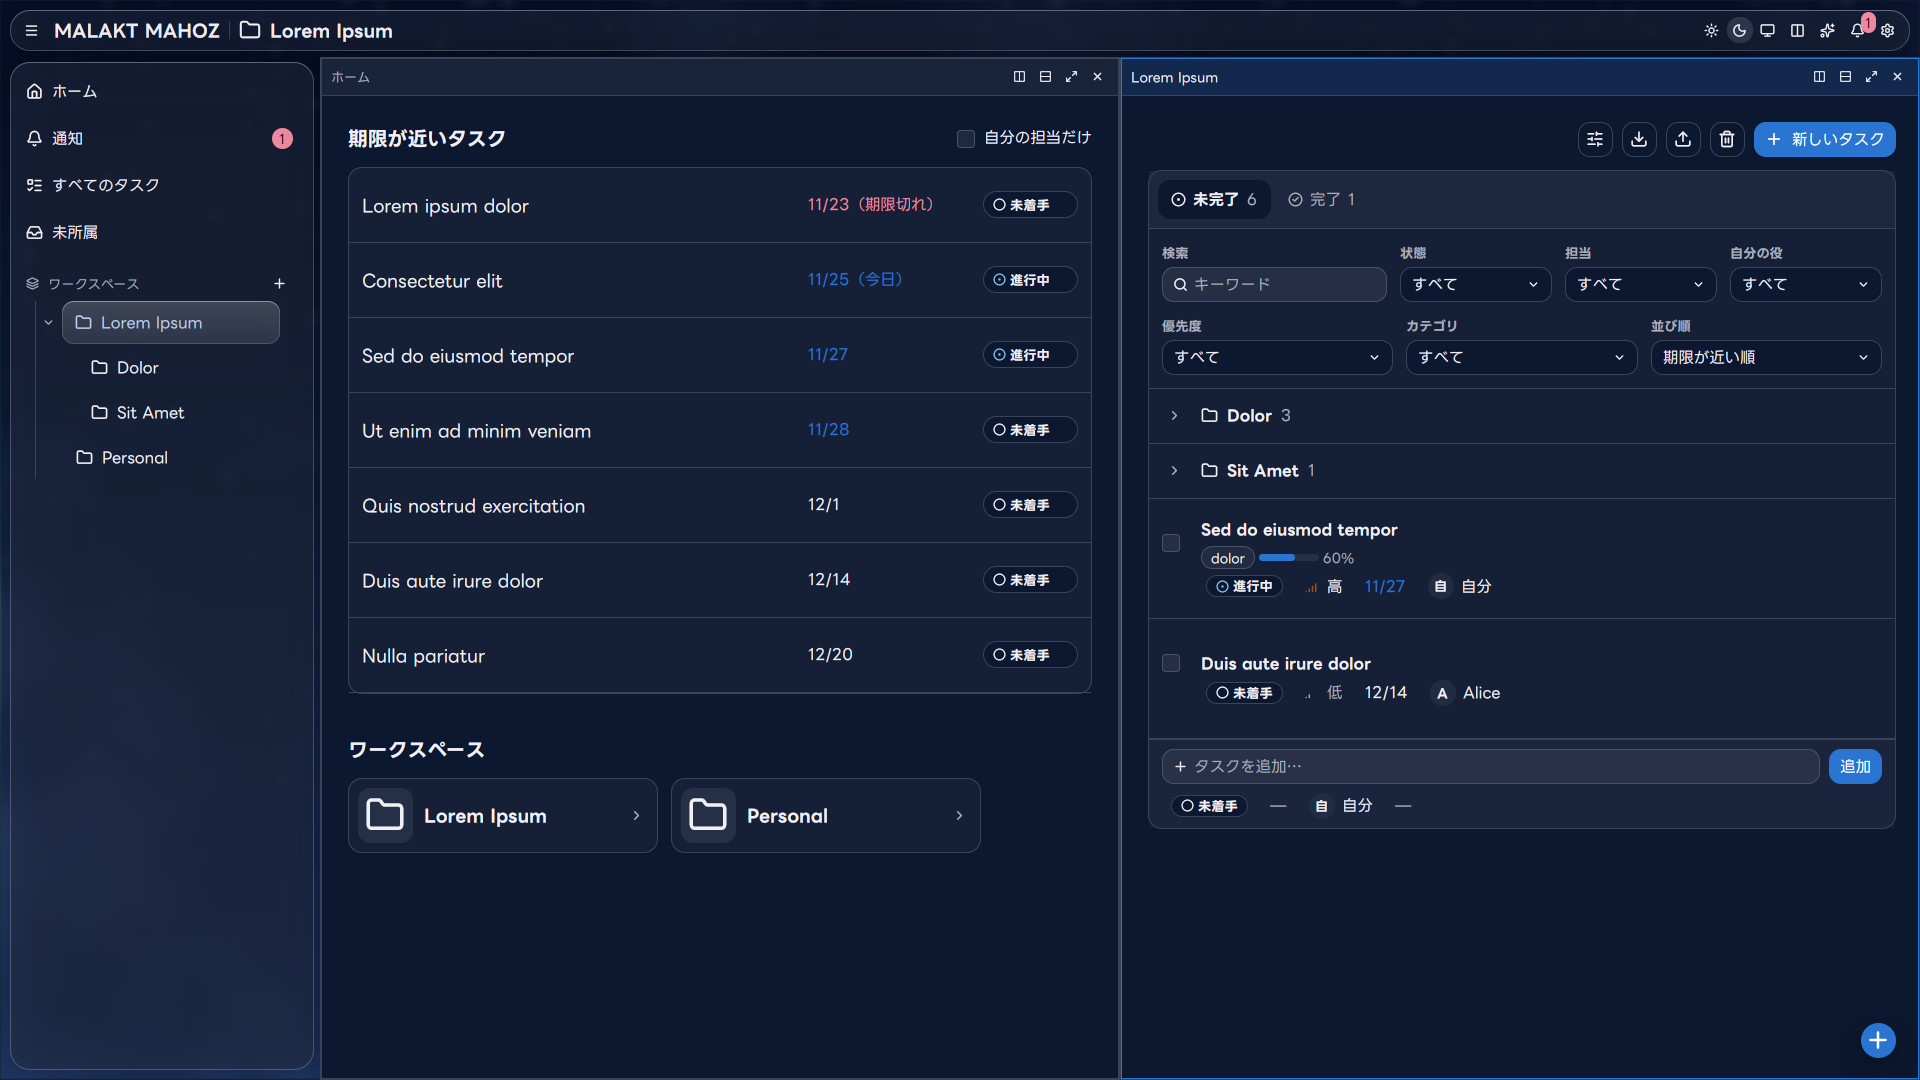 MALAKT MAHOZ
Lorem Ipsum
1
ホーム
通知
1
すべてのタスク
未所属
ワークスペース
Lorem Ipsum
Dolor
Sit Amet
Personal
ホーム
期限が近いタスク
自分の担当だけ
Lorem ipsum dolor 11/23（期限切れ） 未着手
Consectetur elit 11/25（今日） 進行中
Sed do eiusmod tempor 11/27 進行中
Ut enim ad minim veniam 11/28 未着手
Quis nostrud exercitation 12/1 未着手
Duis aute irure dolor 12/14 未着手
Nulla pariatur 12/20 未着手
ワークスペース
Lorem Ipsum
Personal
Lorem Ipsum
新しいタスク
未完了 6 完了 1
検索 状態 担当 自分の役
キーワード すべて すべて すべて
優先度 カテゴリ 並び順
すべて すべて 期限が近い順
Dolor 3
Sit Amet 1
Sed do eiusmod tempor
dolor 60%
進行中 高 11/27 自 自分
Duis aute irure dolor
未着手 低 12/14 A Alice
タスクを追加… 追加
未着手 — 自 自分 —